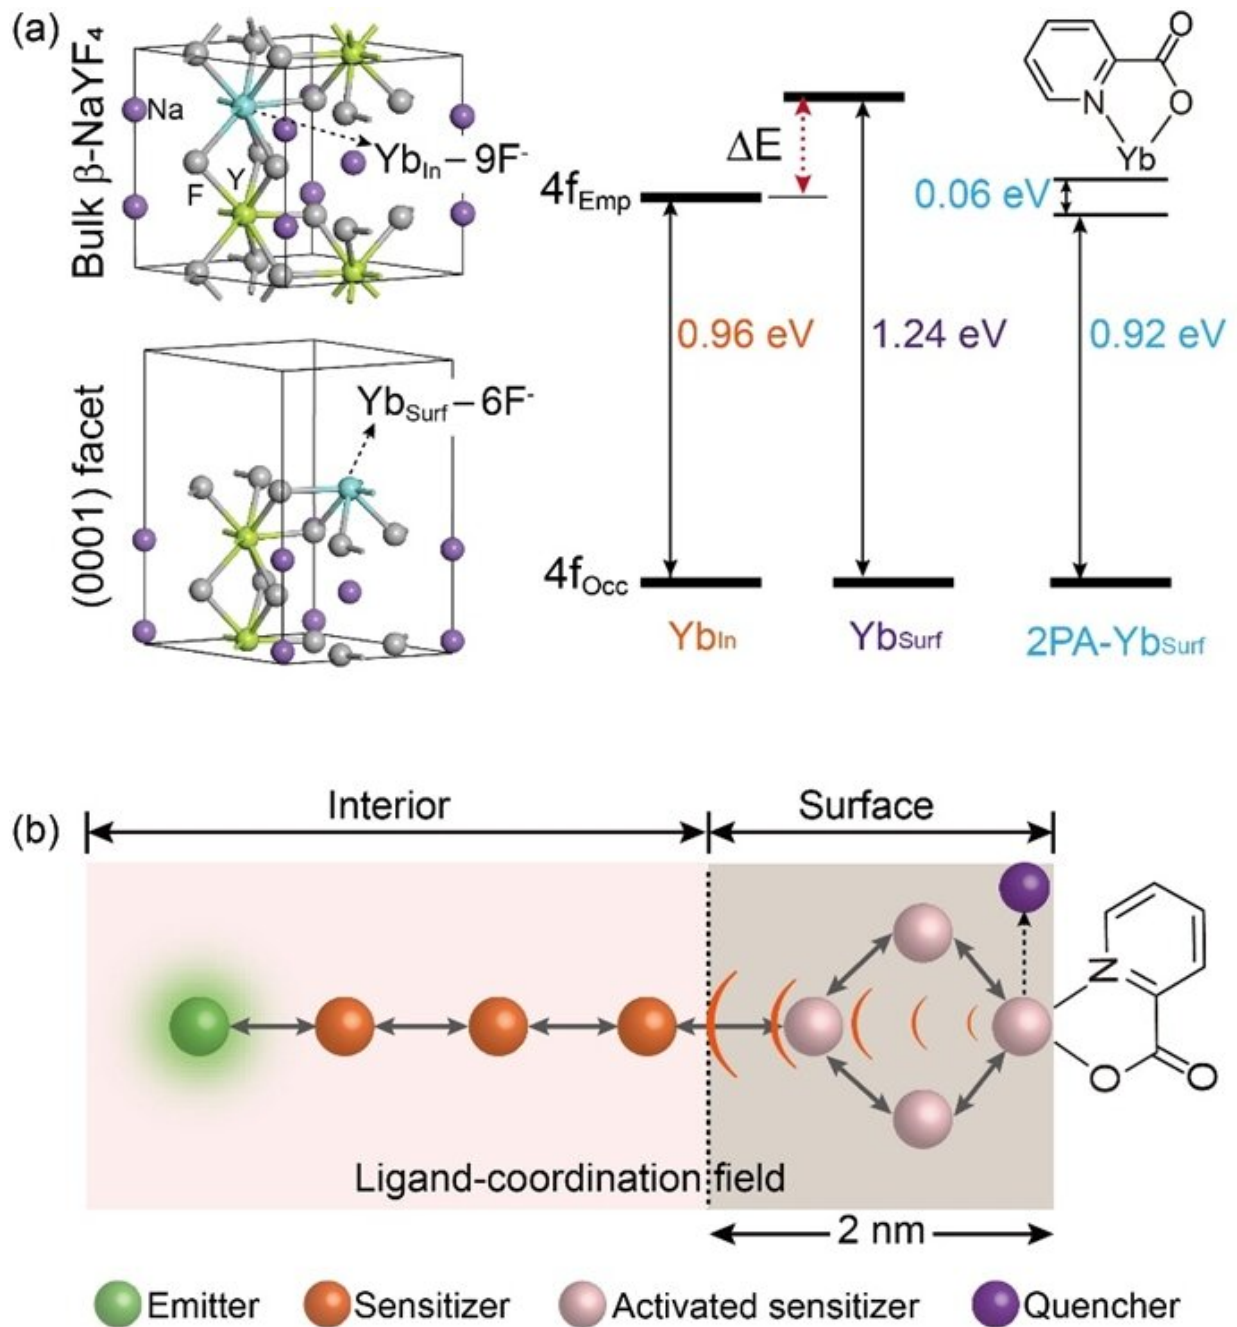 (a)
Bulk β-NaYF₄
Na
Yb_In – 9F⁻
F
Y
(0001) facet
Yb_Surf – 6F⁻
ΔE
4f_Emp
0.96 eV
1.24 eV
0.06 eV
0.92 eV
N
O
O
Yb
4f_Occ
Yb_In
Yb_Surf
2PA-Yb_Surf
(b)
Interior
Surface
N
O
O
Ligand-coordination field
2 nm
Emitter
Sensitizer
Activated sensitizer
Quencher